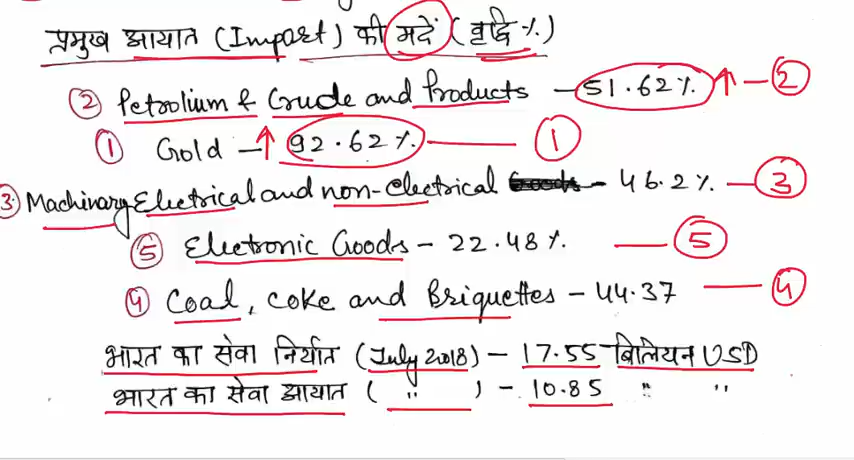 प्रमुख आयात (Import) की मदें (वृद्धि %)
② Petrolium & Crude and Products – 51.62% ↑ – ②
① Gold – ↑ 92.62% – ①
③ Machinary Electrical and non-electrical – 46.2% – ③
⑤ Electronic Goods – 22.48%. – ⑤
④ Coal, coke and Briquettes – 44.37 – ④
भारत का सेवा निर्यात (July 2018) – 17.55 बिलियन USD
भारत का सेवा आयात ( " ) – 10.85 " "